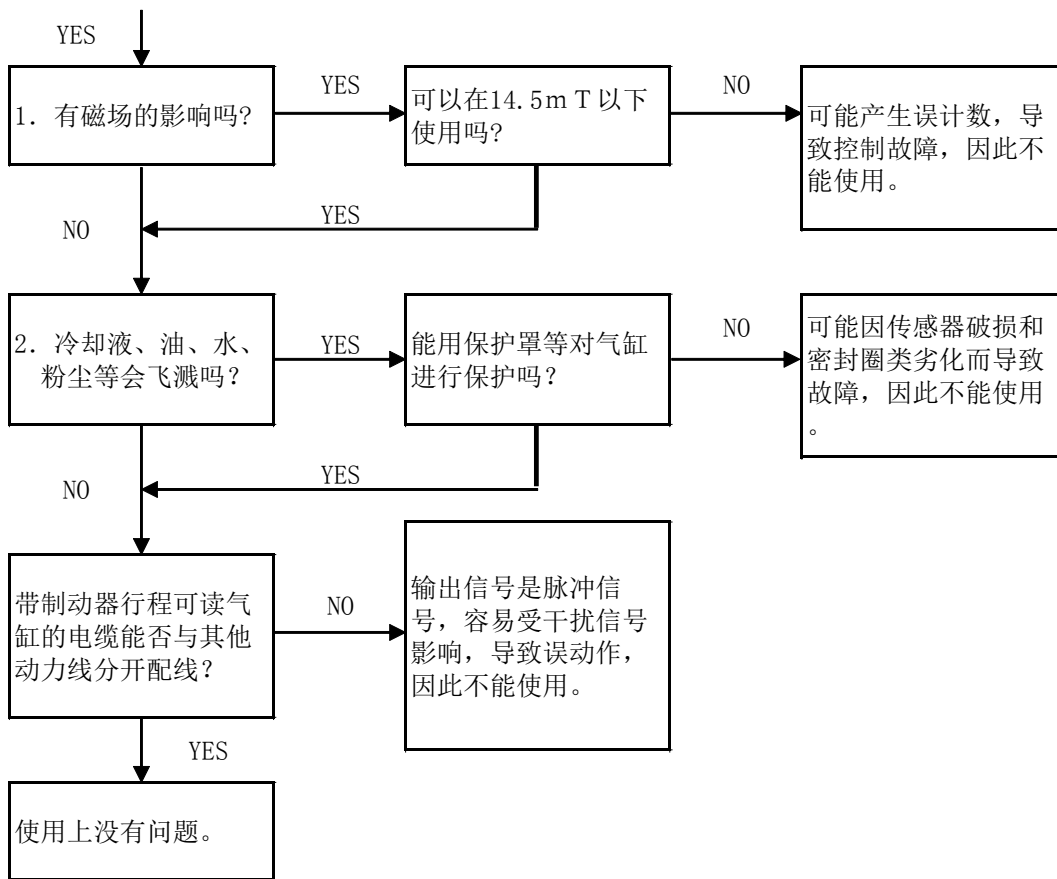 YES
1. 有磁场的影响吗?
YES
可以在14.5mT以下
使用吗?
NO
可能产生误计数，导
致控制故障，因此不
能使用。
YES
NO
2. 冷却液、油、水、
粉尘等会飞溅吗？
YES
能用保护罩等对气缸
进行保护吗？
NO
可能因传感器破损和
密封圈类劣化而导致
故障，因此不能使用
。
YES
NO
带制动器行程可读气
缸的电缆能否与其他
动力线分开配线？
NO
输出信号是脉冲信
号，容易受干扰信号
影响，导致误动作，
因此不能使用。
YES
使用上没有问题。